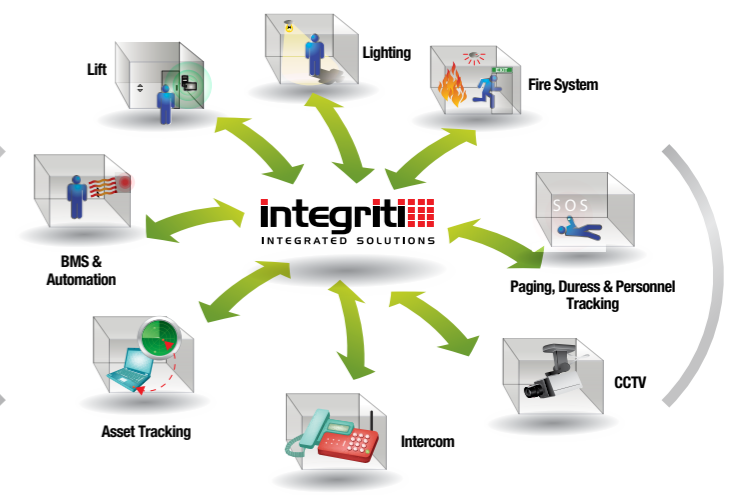 Lift
Lighting
EXIT
Fire System
integriti
INTEGRATED SOLUTIONS
SOS
BMS &
Automation
Paging, Duress & Personnel
Tracking
CCTV
Asset Tracking
Intercom